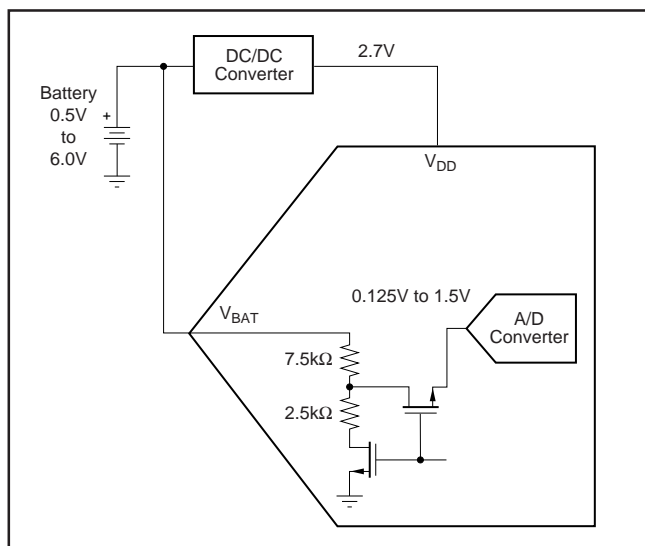 DC/DC
Converter
2.7V
Battery
0.5V
to
6.0V
+
V_DD
0.125V to 1.5V
A/D
Converter
V_BAT
7.5kΩ
2.5kΩ